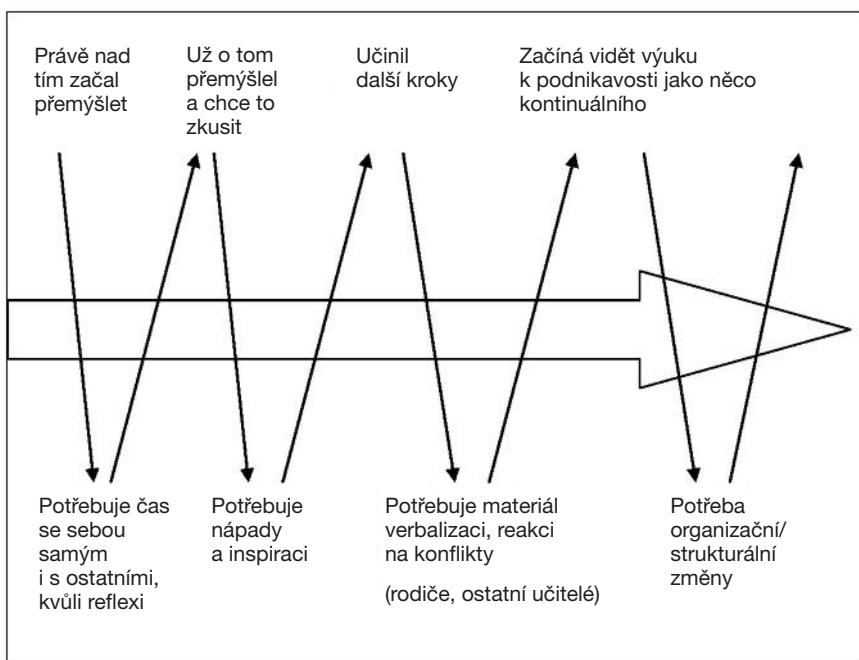 Právě nad
tím začal
přemýšlet
Už o tom
přemýšlel
a chce to
zkusit
Učinil
další kroky
Začíná vidět výuku
k podnikavosti jako něco
kontinuálního
Potřebuje čas
se sebou
samým
i s ostatními,
kvůli reflexi
Potřebuje
nápady
a inspiraci
Potřebuje materiál
verbalizaci, reakci
na konflikty
(rodiče, ostatní učitelé)
Potřeba
organizační/
strukturální
změny